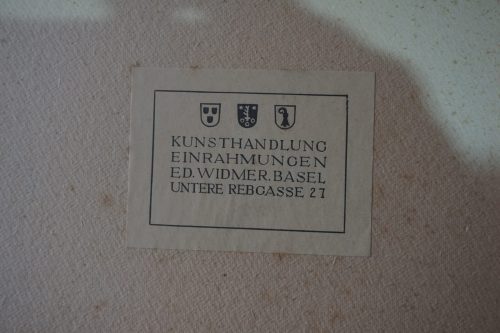 KUNSTHANDLUNG
EINRAHMUNGEN
ED. WIDMER. BASEL
UNTERE REBGASSE 27